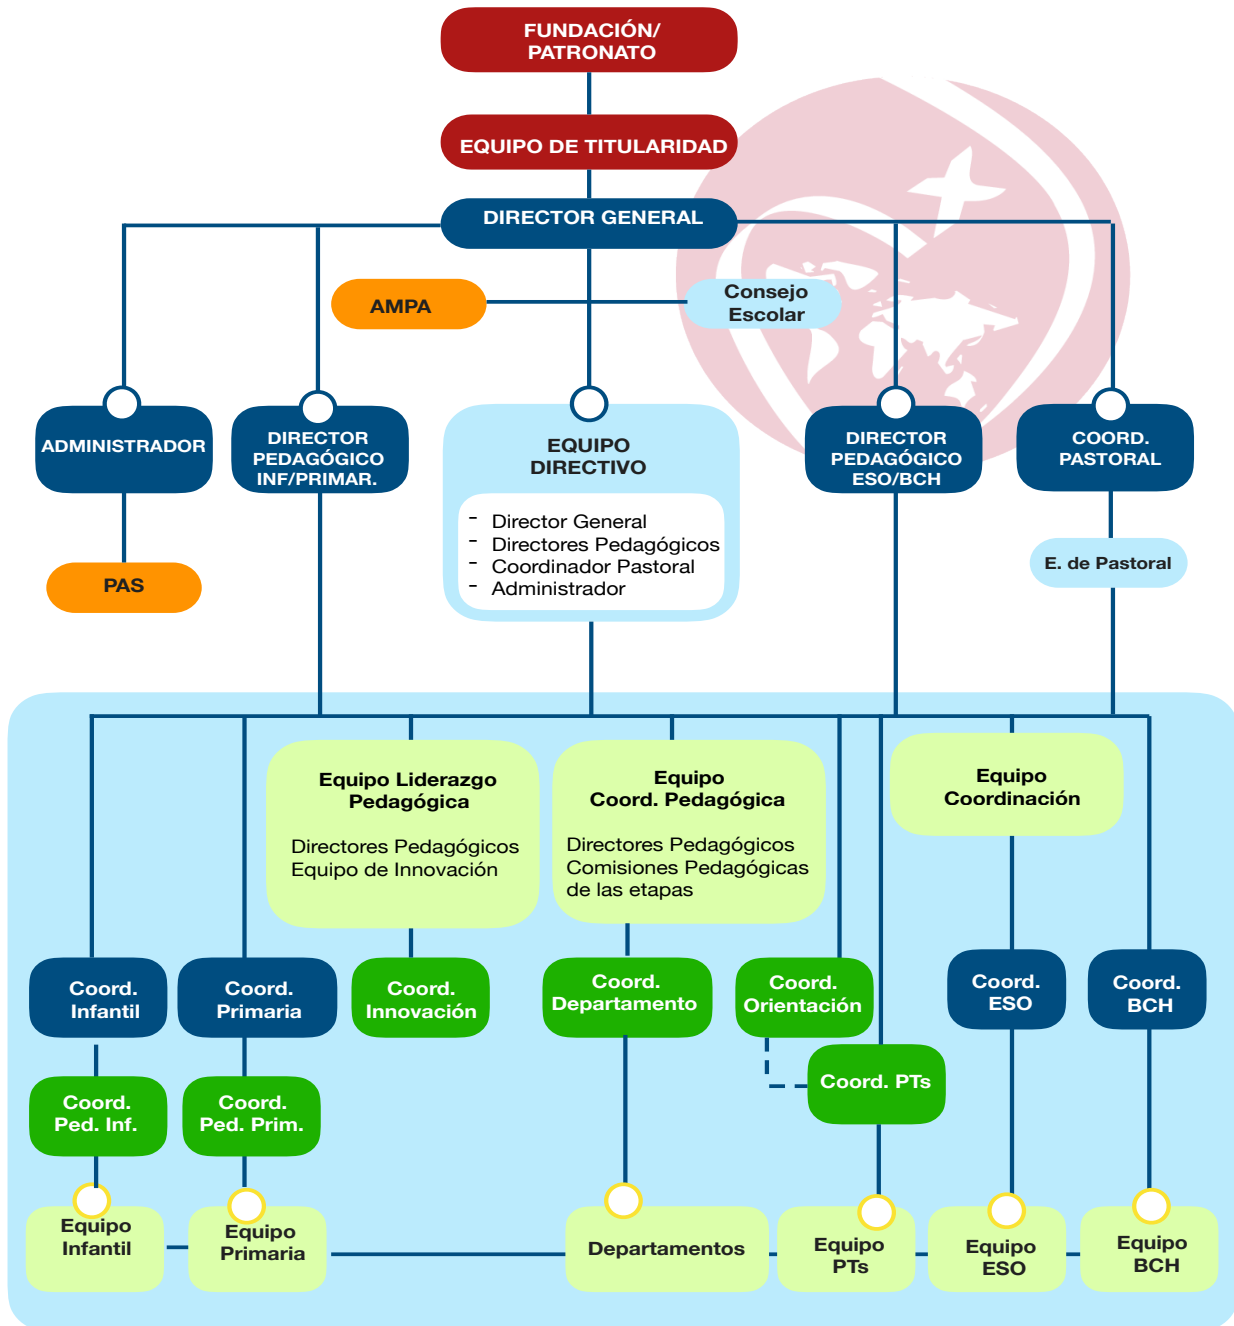 FUNDACIÓN/
PATRONATO
EQUIPO DE TITULARIDAD
DIRECTOR GENERAL
AMPA
Consejo
Escolar
ADMINISTRADOR
DIRECTOR
PEDAGÓGICO
INF/PRIMAR.
EQUIPO
DIRECTIVO
- Director General
- Directores Pedagógicos
- Coordinador Pastoral
- Administrador
DIRECTOR
PEDAGÓGICO
ESO/BCH
COORD.
PASTORAL
PAS
E. de Pastoral
Equipo Liderazgo
Pedagógica
Directores Pedagógicos
Equipo de Innovación
Equipo
Coord. Pedagógica
Directores Pedagógicos
Comisiones Pedagógicas
de las etapas
Equipo
Coordinación
Coord.
Infantil
Coord.
Primaria
Coord.
Innovación
Coord.
Departamento
Coord.
Orientación
Coord.
ESO
Coord.
BCH
Coord.
Ped. Inf.
Coord.
Ped. Prim.
Coord. PTs
Equipo
Infantil
Equipo
Primaria
Departamentos
Equipo
PTs
Equipo
ESO
Equipo
BCH